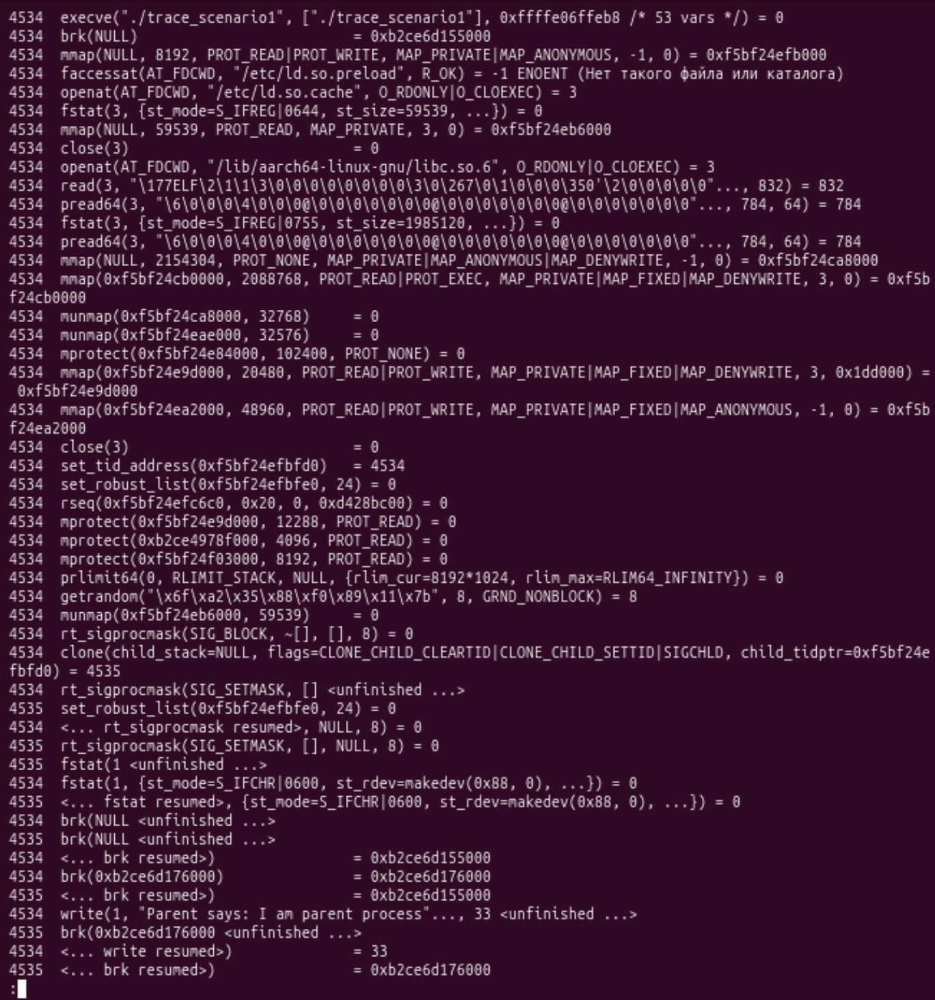 4534  execve("./trace_scenario1", ["./trace_scenario1"], 0xffffe06ffeb8 /* 53 vars */) = 0
4534  brk(NULL)                         = 0xb2ce6d155000
4534  mmap(NULL, 8192, PROT_READ|PROT_WRITE, MAP_PRIVATE|MAP_ANONYMOUS, -1, 0) = 0xf5bf24efb000
4534  faccessat(AT_FDCWD, "/etc/ld.so.preload", R_OK) = -1 ENOENT (Нет такого файла или каталога)
4534  openat(AT_FDCWD, "/etc/ld.so.cache", O_RDONLY|O_CLOEXEC) = 3
4534  fstat(3, {st_mode=S_IFREG|0644, st_size=59539, ...}) = 0
4534  mmap(NULL, 59539, PROT_READ, MAP_PRIVATE, 3, 0) = 0xf5bf24eb6000
4534  close(3)                          = 0
4534  openat(AT_FDCWD, "/lib/aarch64-linux-gnu/libc.so.6", O_RDONLY|O_CLOEXEC) = 3
4534  read(3, "\177ELF\2\1\1\3\0\0\0\0\0\0\0\0\3\0\267\0\1\0\0\0\350'\2\0\0\0\0\0"..., 832) = 832
4534  pread64(3, "\6\0\0\0\4\0\0\0@\0\0\0\0\0\0\0@\0\0\0\0\0\0\0@\0\0\0\0\0\0\0"..., 784, 64) = 784
4534  fstat(3, {st_mode=S_IFREG|0755, st_size=1985120, ...}) = 0
4534  pread64(3, "\6\0\0\0\4\0\0\0@\0\0\0\0\0\0\0@\0\0\0\0\0\0\0@\0\0\0\0\0\0\0"..., 784, 64) = 784
4534  mmap(NULL, 2154304, PROT_NONE, MAP_PRIVATE|MAP_ANONYMOUS|MAP_DENYWRITE, -1, 0) = 0xf5bf24ca8000
4534  mmap(0xf5bf24cb0000, 2088768, PROT_READ|PROT_EXEC, MAP_PRIVATE|MAP_FIXED|MAP_DENYWRITE, 3, 0) = 0xf5b
f24cb0000
4534  munmap(0xf5bf24ca8000, 32768)     = 0
4534  munmap(0xf5bf24eae000, 32576)     = 0
4534  mprotect(0xf5bf24e84000, 102400, PROT_NONE) = 0
4534  mmap(0xf5bf24e9d000, 20480, PROT_READ|PROT_WRITE, MAP_PRIVATE|MAP_FIXED|MAP_DENYWRITE, 3, 0x1dd000) =
 0xf5bf24e9d000
4534  mmap(0xf5bf24ea2000, 48960, PROT_READ|PROT_WRITE, MAP_PRIVATE|MAP_FIXED|MAP_ANONYMOUS, -1, 0) = 0xf5b
f24ea2000
4534  close(3)                          = 0
4534  set_tid_address(0xf5bf24efbfd0)   = 4534
4534  set_robust_list(0xf5bf24efbfe0, 24) = 0
4534  rseq(0xf5bf24efc6c0, 0x20, 0, 0xd428bc00) = 0
4534  mprotect(0xf5bf24e9d000, 12288, PROT_READ) = 0
4534  mprotect(0xb2ce4978f000, 4096, PROT_READ) = 0
4534  mprotect(0xf5bf24f03000, 8192, PROT_READ) = 0
4534  prlimit64(0, RLIMIT_STACK, NULL, {rlim_cur=8192*1024, rlim_max=RLIM64_INFINITY}) = 0
4534  getrandom("\x6f\xa2\x35\x88\xf0\x89\x11\x7b", 8, GRND_NONBLOCK) = 8
4534  munmap(0xf5bf24eb6000, 59539)     = 0
4534  rt_sigprocmask(SIG_BLOCK, ~[], [], 8) = 0
4534  clone(child_stack=NULL, flags=CLONE_CHILD_CLEARTID|CLONE_CHILD_SETTID|SIGCHLD, child_tidptr=0xf5bf24e
fbfd0) = 4535
4534  rt_sigprocmask(SIG_SETMASK, [] <unfinished ...>
4535  set_robust_list(0xf5bf24efbfe0, 24) = 0
4534  <... rt_sigprocmask resumed>, NULL, 8) = 0
4535  rt_sigprocmask(SIG_SETMASK, [], NULL, 8) = 0
4535  fstat(1 <unfinished ...>
4534  fstat(1, {st_mode=S_IFCHR|0600, st_rdev=makedev(0x88, 0), ...}) = 0
4535  <... fstat resumed>, {st_mode=S_IFCHR|0600, st_rdev=makedev(0x88, 0), ...}) = 0
4534  brk(NULL <unfinished ...>
4535  brk(NULL <unfinished ...>
4534  <... brk resumed>)                = 0xb2ce6d155000
4534  brk(0xb2ce6d176000)               = 0xb2ce6d176000
4535  <... brk resumed>)                = 0xb2ce6d155000
4534  write(1, "Parent says: I am parent process"..., 33 <unfinished ...>
4535  brk(0xb2ce6d176000 <unfinished ...>
4534  <... write resumed>)              = 33
4535  <... brk resumed>)                = 0xb2ce6d176000
: